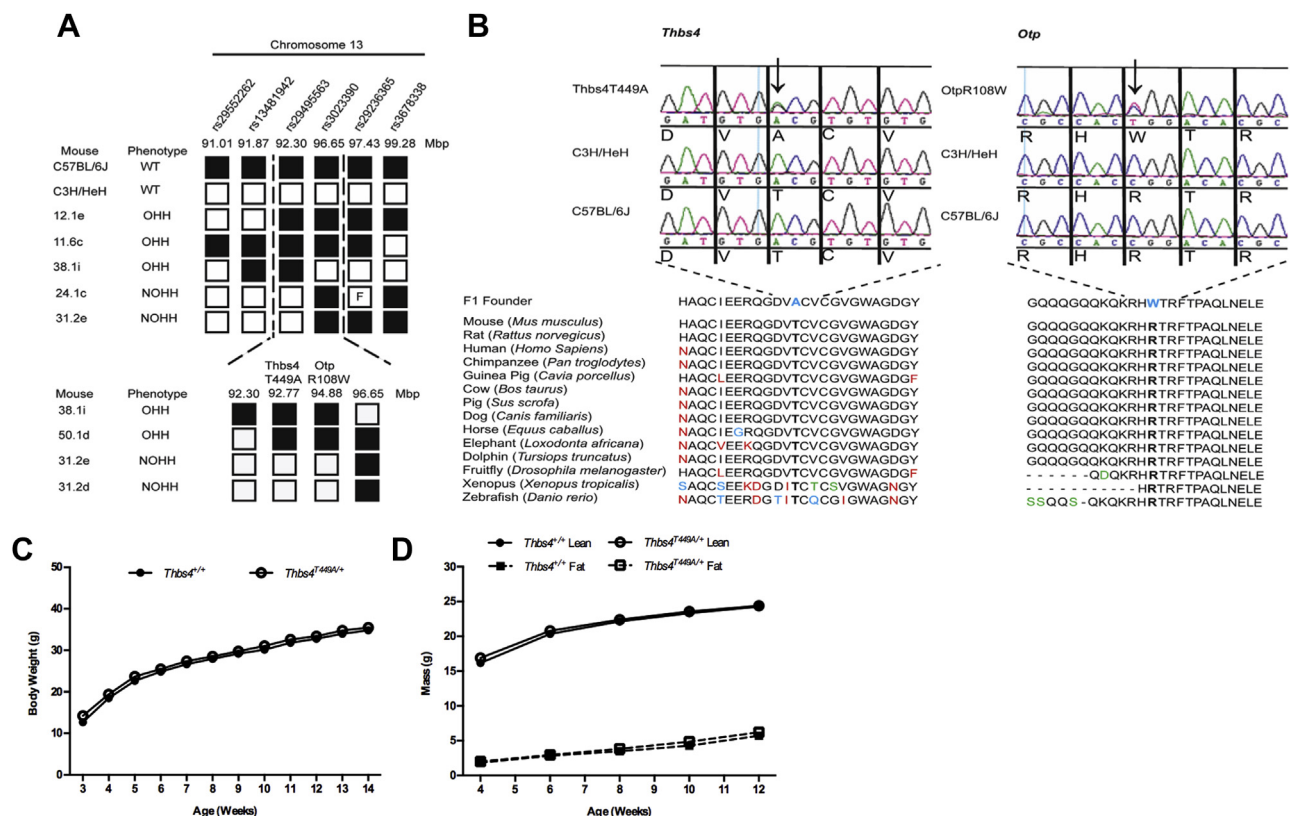 A
Chromosome 13
rs29552262
rs13481942
rs29495563
rs3023390
rs29236365
rs3678338
91.01 91.87 92.30 96.65 97.43 99.28 Mbp
Mouse Phenotype
C57BL/6J WT
C3H/HeH WT
12.1e OHH
11.6c OHH
38.1i OHH
24.1c NOHH F
31.2e NOHH
Thbs4 Otp
T449A R108W
92.30 92.77 94.88 96.65 Mbp
Mouse Phenotype
38.1i OHH
50.1d OHH
31.2e NOHH
31.2d NOHH
B
Thbs4
Thbs4T449A
G A T G T G A C G T G T G T
D V A C V
C3H/HeH
G A T G T G A C G T G T G T
D V T C V
C57BL/6J
G A T G T G A C G T G T G T
D V T C V
Otp
OtpR108W
C G C C A C T G G A C A C G C
R H W T R
C3H/HeH
C G C C A C C G G A C A C G C
R H R T R
C57BL/6J
C G C C A C C G G A C A C G C
R H R T R
F1 Founder HAQCIEERQGDVACVCGVGWAGDGY GQQQGQQKQKRHWTRFTPAQLNELE
Mouse (Mus musculus) HAQCIEERQGDVTCVCGVGWAGDGY GQQQGQQKQKRHRTRFTPAQLNELE
Rat (Rattus norvegicus) HAQCIEERQGDVTCVCGVGWAGDGY GQQQGQQKQKRHRTRFTPAQLNELE
Human (Homo Sapiens) NAQCIEERQGDVTCVCGVGWAGDGY GQQQGQQKQKRHRTRFTPAQLNELE
Chimpanzee (Pan troglodytes) NAQCIEERQGDVTCVCGVGWAGDGY GQQQGQQKQKRHRTRFTPAQLNELE
Guinea Pig (Cavia porcellus) HAQCLEERQGDVTCVCGVGWAGDGF GQQQGQQKQKRHRTRFTPAQLNELE
Cow (Bos taurus) NAQCIEERQGDVTCVCGVGWAGDGY GQQQGQQKQKRHRTRFTPAQLNELE
Pig (Sus scrofa) NAQCIEERQGDVTCVCGVGWAGDGY GQQQGQQKQKRHRTRFTPAQLNELE
Dog (Canis familiaris) NAQCIEERQGDVTCVCGVGWAGDGY GQQQGQQKQKRHRTRFTPAQLNELE
Horse (Equus caballus) NAQCIEGRQGDVTCVCGVGWAGDGY GQQQGQQKQKRHRTRFTPAQLNELE
Elephant (Loxodonta africana) NAQCVEKRQGDVTCVCGVGWAGDGY GQQQGQQKQKRHRTRFTPAQLNELE
Dolphin (Tursiops truncatus) NAQCIEERQGDVTCVCGVGWAGDGY GQQQGQQKQKRHRTRFTPAQLNELE
Fruitfly (Drosophila melanogaster) HAQCLEERQGDVTCVCGVGWAGDGF - - - - - - - QDKQKRHRTRFTPAQLNELE
Xenopus (Xenopus tropicalis) SAQCSEEKDGDITCTCSVGWAGNGY - - - - - - - - - - - HRTRFTPAQLNELE
Zebrafish (Danio rerio) NAQCTEERDGTITCQCGIGWAGNGY SSQQS-QKQKRHRTRFTPAQLNELE
C
Thbs4+/+ Thbs4T449A/+
Body Weight (g)
50
40
30
20
10
0
3 4 5 6 7 8 9 10 11 12 13 14
Age (Weeks)
D
Thbs4+/+ Lean Thbs4T449A/+ Lean
Thbs4+/+ Fat Thbs4T449A/+ Fat
Mass (g)
30
25
20
15
10
5
0
4 5 6 7 8 9 10 11 12
Age (Weeks)